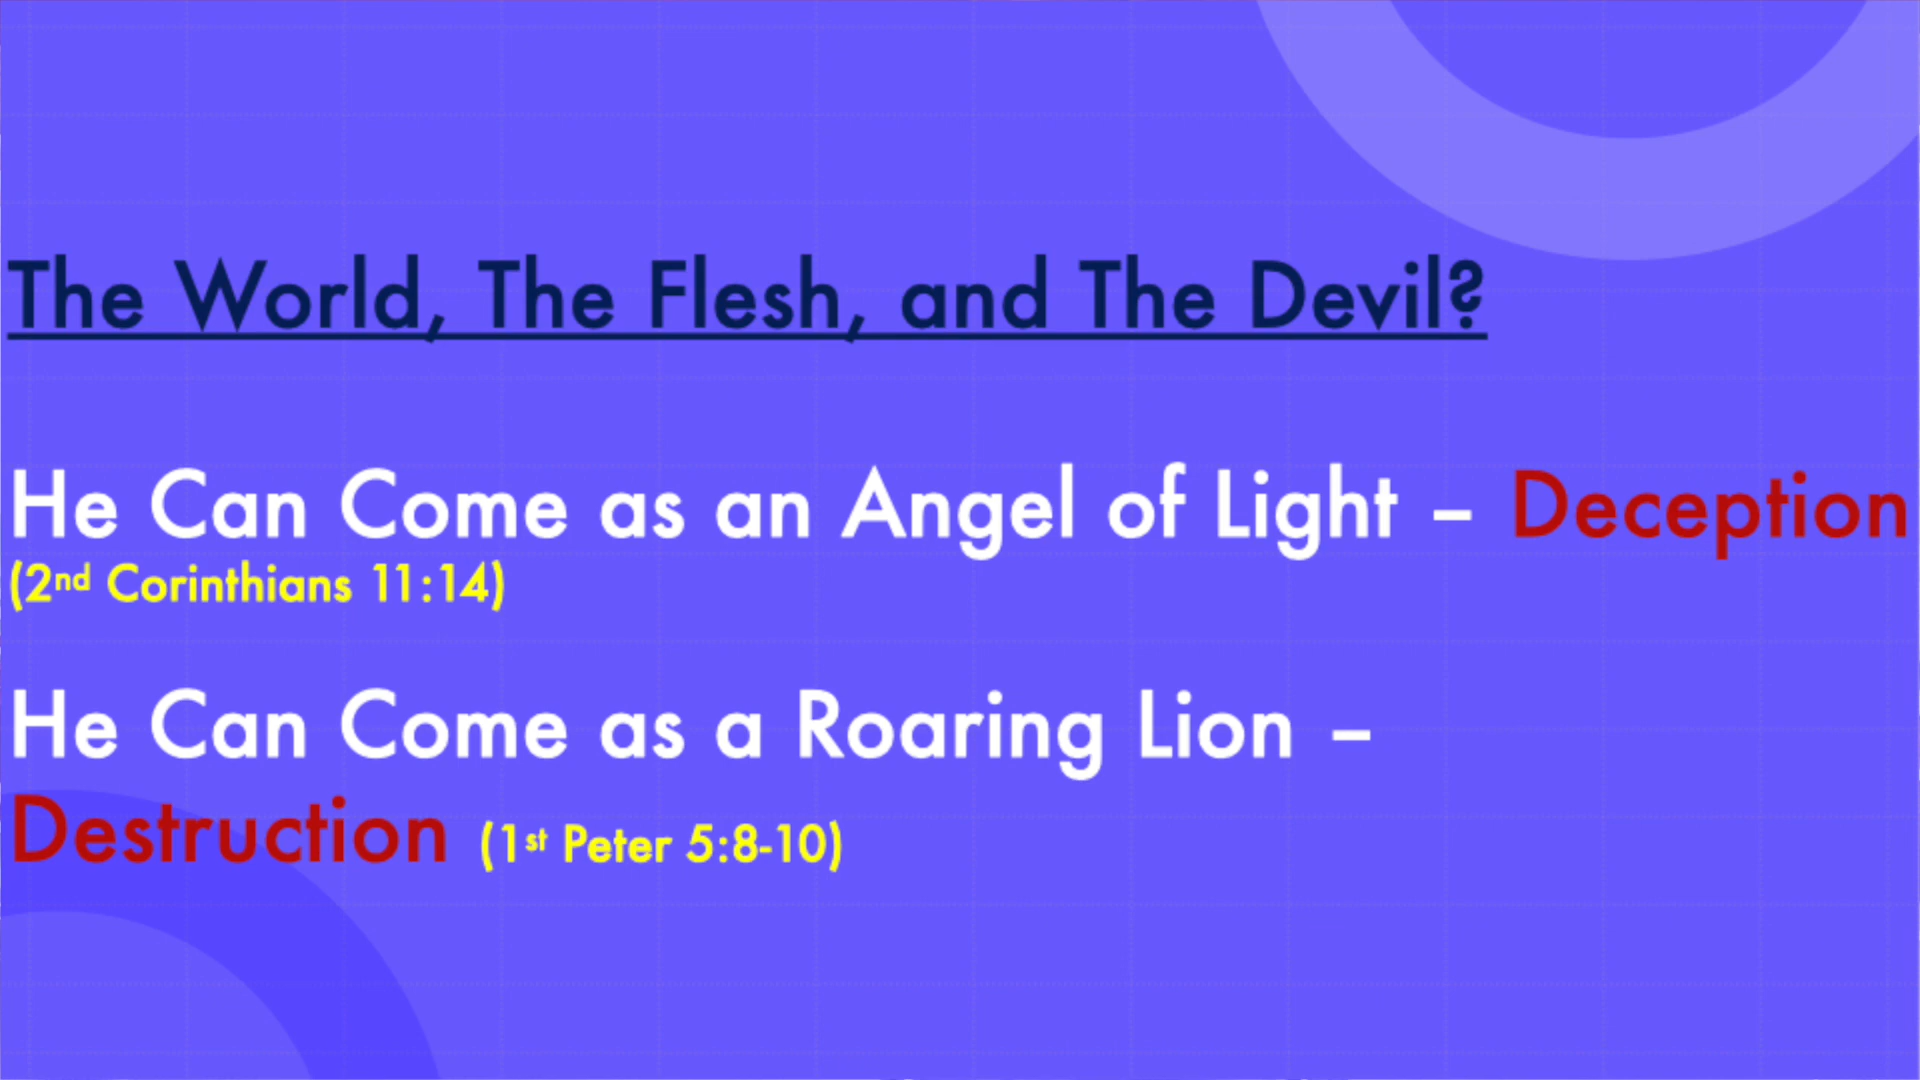 The World, The Flesh, and The Devil?
He Can Come as an Angel of Light – Deception
(2nd Corinthians 11:14)
He Can Come as a Roaring Lion –
Destruction (1st Peter 5:8-10)